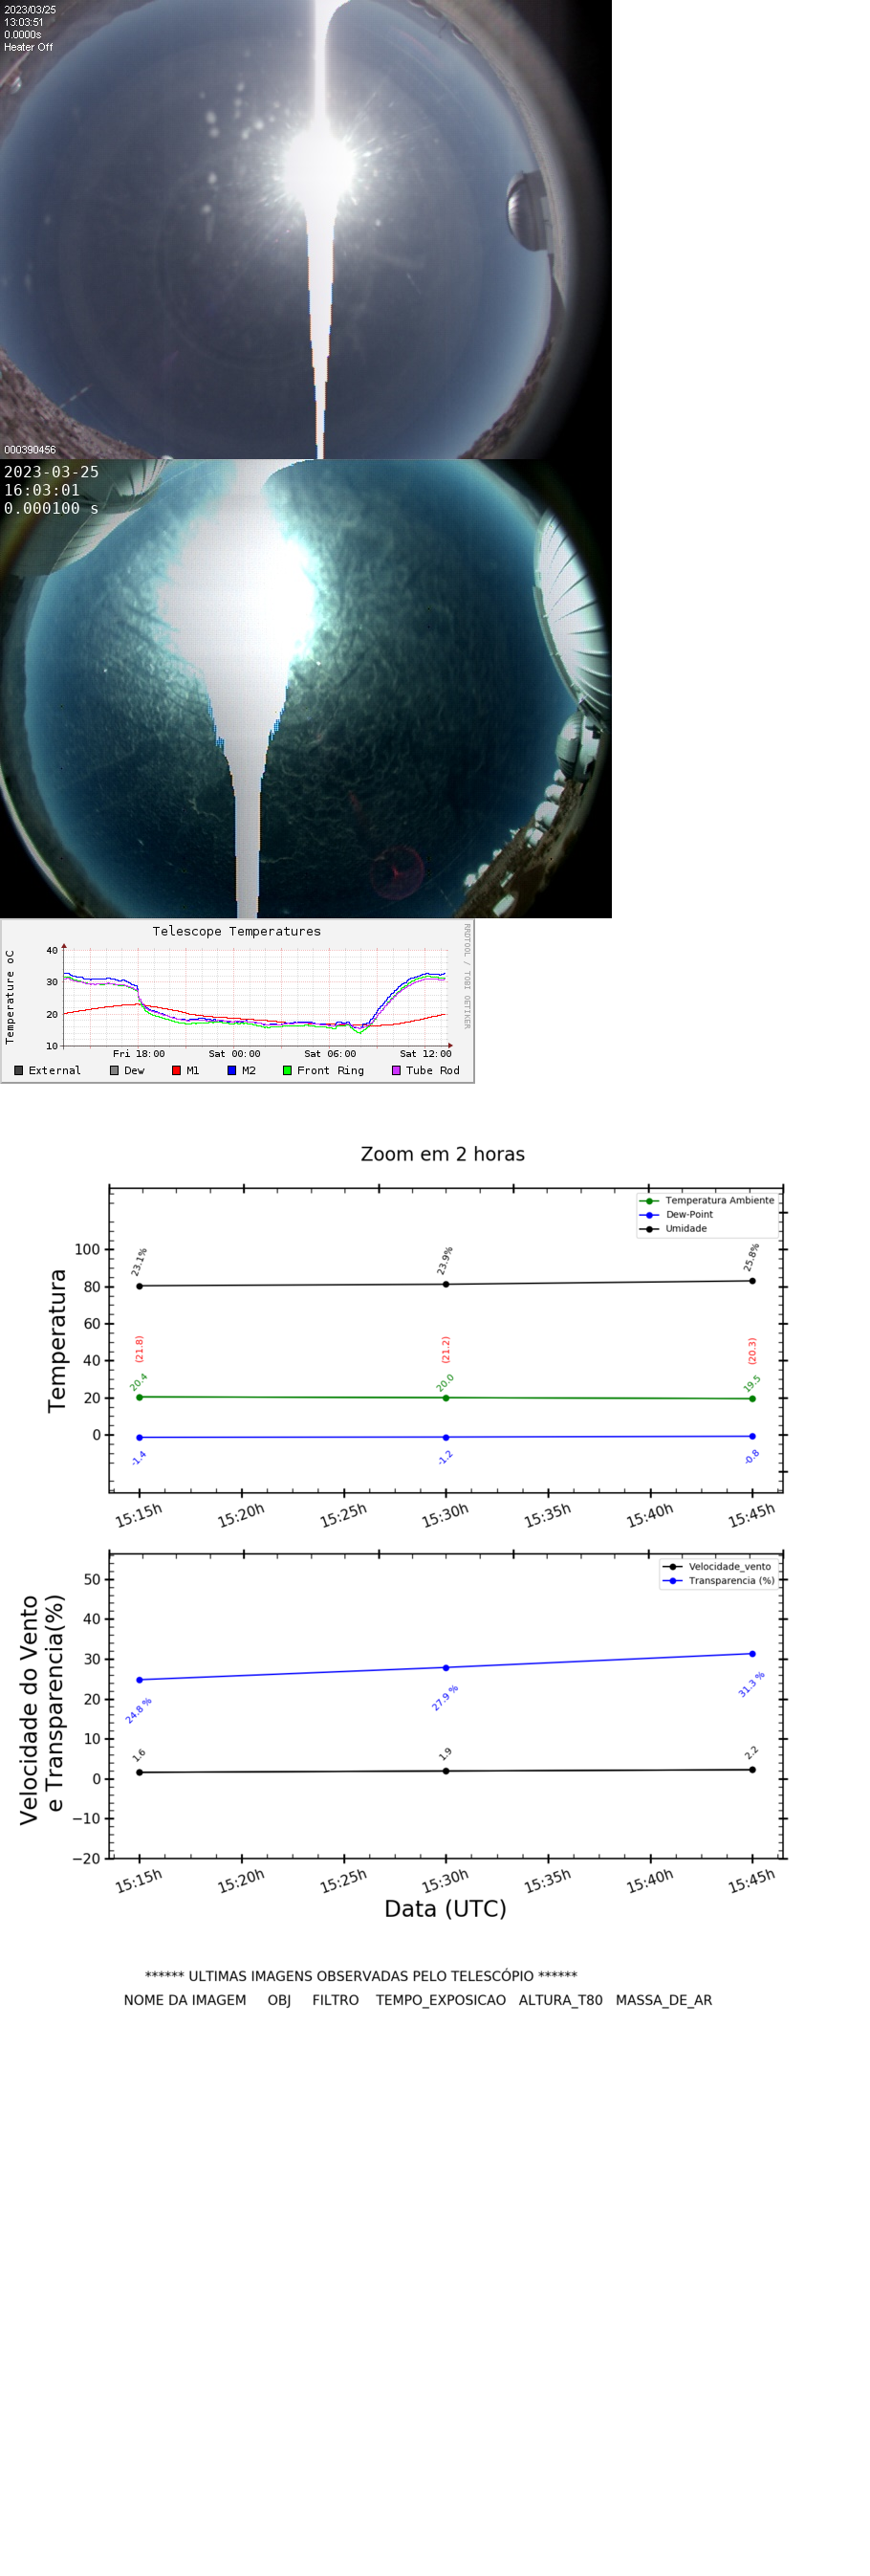 2023/03/25
13:03:51
0.0000s
Heater Off
000390456
2023-03-25
16:03:01
0.000100 s
Telescope Temperatures
RRDTOOL / TOBI OETIKER
Temperature oC
40
30
20
10
Fri 18:00 Sat 00:00 Sat 06:00 Sat 12:00
External Dew M1 M2 Front Ring Tube Rod
Zoom em 2 horas
Temperatura Ambiente
Dew-Point
Umidade
Temperatura
100
80
60
40
20
0
23.1% 23.9% 25.8%
(21.8) (21.2) (20.3)
20.4 20.0 19.5
-1.4 -1.2 -0.8
15:15h 15:20h 15:25h 15:30h 15:35h 15:40h 15:45h
Velocidade_vento
Transparencia (%)
Velocidade do Vento
e Transparencia(%)
50
40
30
20
10
0
−10
−20
24.8 % 27.9 % 31.3 %
1.6 1.9 2.2
15:15h 15:20h 15:25h 15:30h 15:35h 15:40h 15:45h
Data (UTC)
****** ULTIMAS IMAGENS OBSERVADAS PELO TELESCÓPIO ******
NOME DA IMAGEM OBJ FILTRO TEMPO_EXPOSICAO ALTURA_T80 MASSA_DE_AR